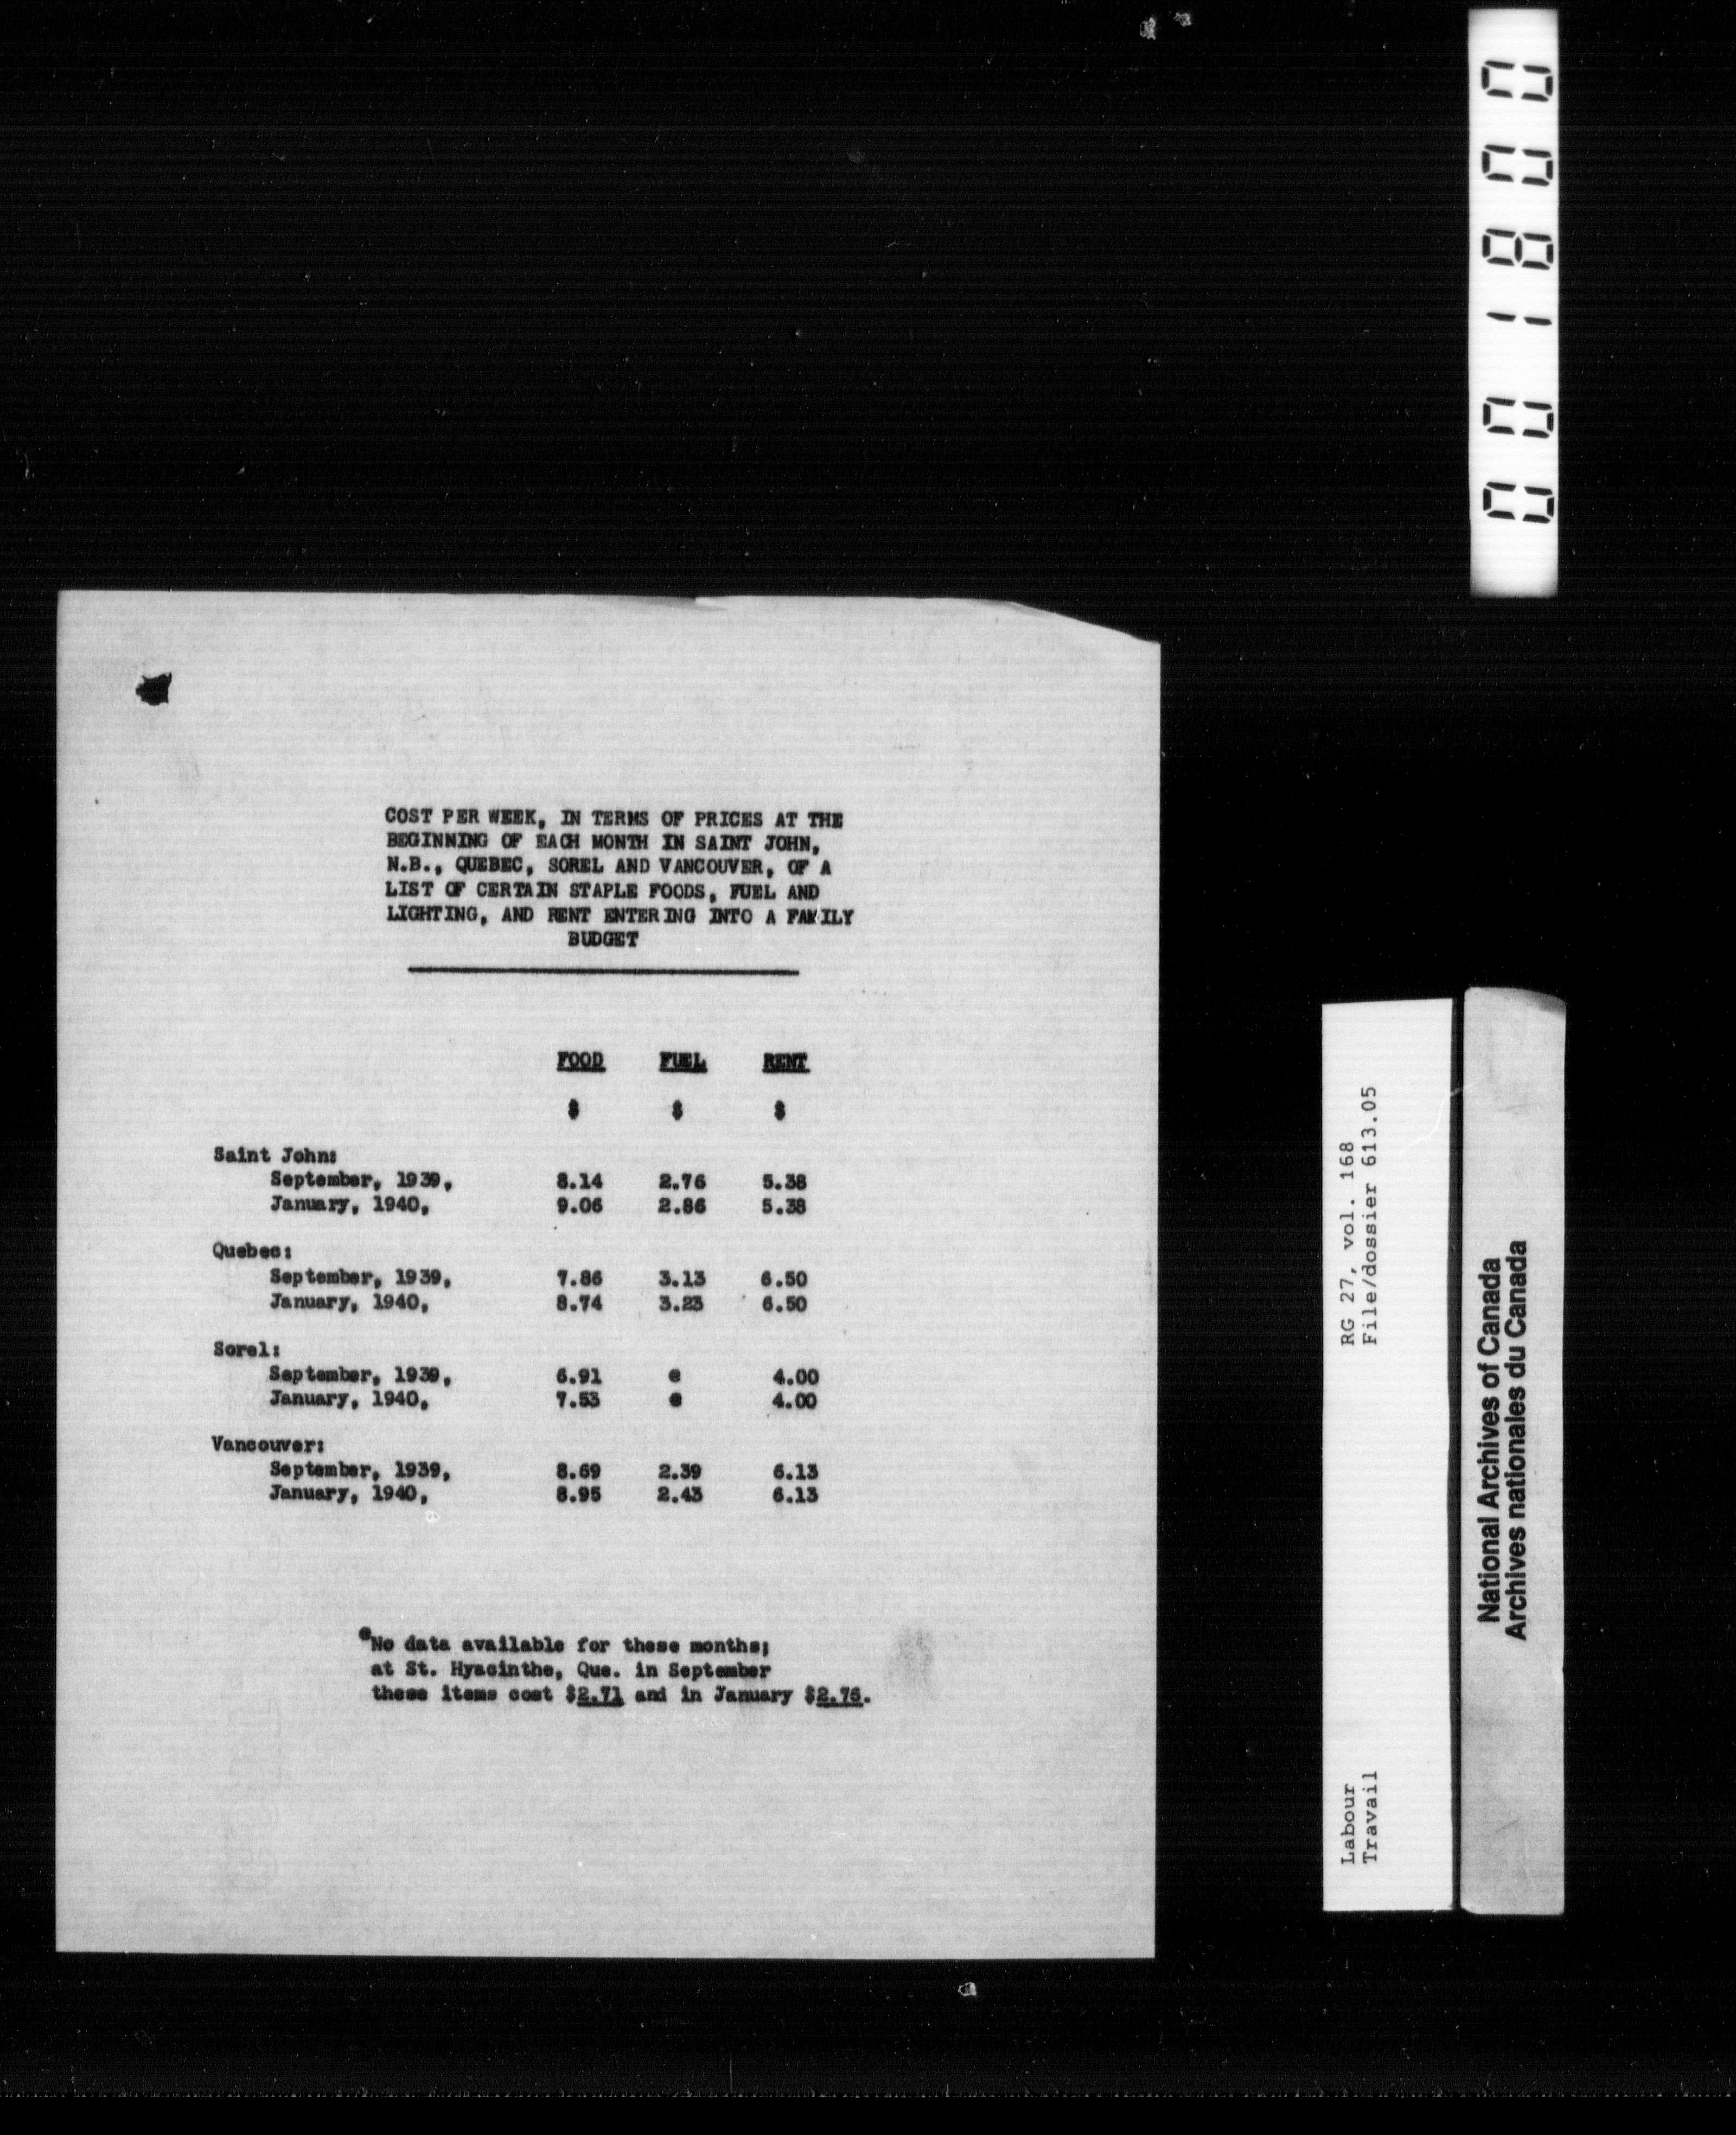 COST PER WEEK, IN TERMS OF PRICES AT THE
BEGINNING OF EACH MONTH IN SAINT JOHN,
N.B., QUEBEC, SOREL AND VANCOUVER, OF A
LIST OF CERTAIN STAPLE FOODS, FUEL AND
LIGHTING, AND RENT ENTERING INTO A FAMILY
BUDGET
FOOD FUEL RENT
$ $ $
Saint John:
September, 1939, 8.14 2.76 5.38
January, 1940, 9.06 2.86 5.38
Quebec:
September, 1939, 7.86 3.13 6.50
January, 1940, 8.74 3.23 6.50
Sorel:
September, 1939, 6.91 @ 4.00
January, 1940, 7.53 @ 4.00
Vancouver:
September, 1939, 8.69 2.39 6.13
January, 1940, 8.95 2.43 6.13
@No data available for these months;
at St. Hyacinthe, Que. in September
these items cost $2.71 and in January $2.76.
001800
Labour RG 27, vol. 168
Travail File/dossier 613.05
National Archives of Canada
Archives nationales du Canada